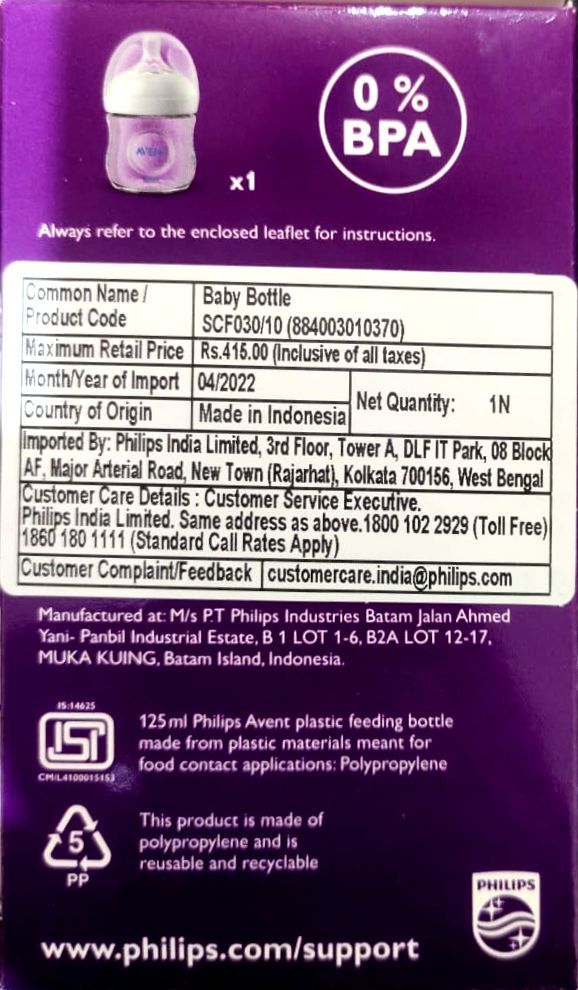 AVENT
x1
0 %
BPA
Always refer to the enclosed leaflet for instructions.
Common Name / Baby Bottle
Product Code SCF030/10 (884003010370)
Maximum Retail Price Rs.415.00 (Inclusive of all taxes)
Month/Year of Import 04/2022
Country of Origin Made in Indonesia
Net Quantity: 1N
Imported By: Philips India Limited, 3rd Floor, Tower A, DLF IT Park, 08 Block
AF, Major Arterial Road, New Town (Rajarhat), Kolkata 700156, West Bengal
Customer Care Details : Customer Service Executive.
Philips India Limited. Same address as above.1800 102 2929 (Toll Free)
1860 180 1111 (Standard Call Rates Apply)
Customer Complaint/Feedback customercare.india@philips.com
Manufactured at: M/s P.T Philips Industries Batam Jalan Ahmed
Yani- Panbil Industrial Estate, B 1 LOT 1-6, B2A LOT 12-17,
MUKA KUING, Batam Island, Indonesia.
IS:14625
ISI
CM/L4100015153
125ml Philips Avent plastic feeding bottle
made from plastic materials meant for
food contact applications: Polypropylene
5
PP
This product is made of
polypropylene and is
reusable and recyclable
PHILIPS
www.philips.com/support